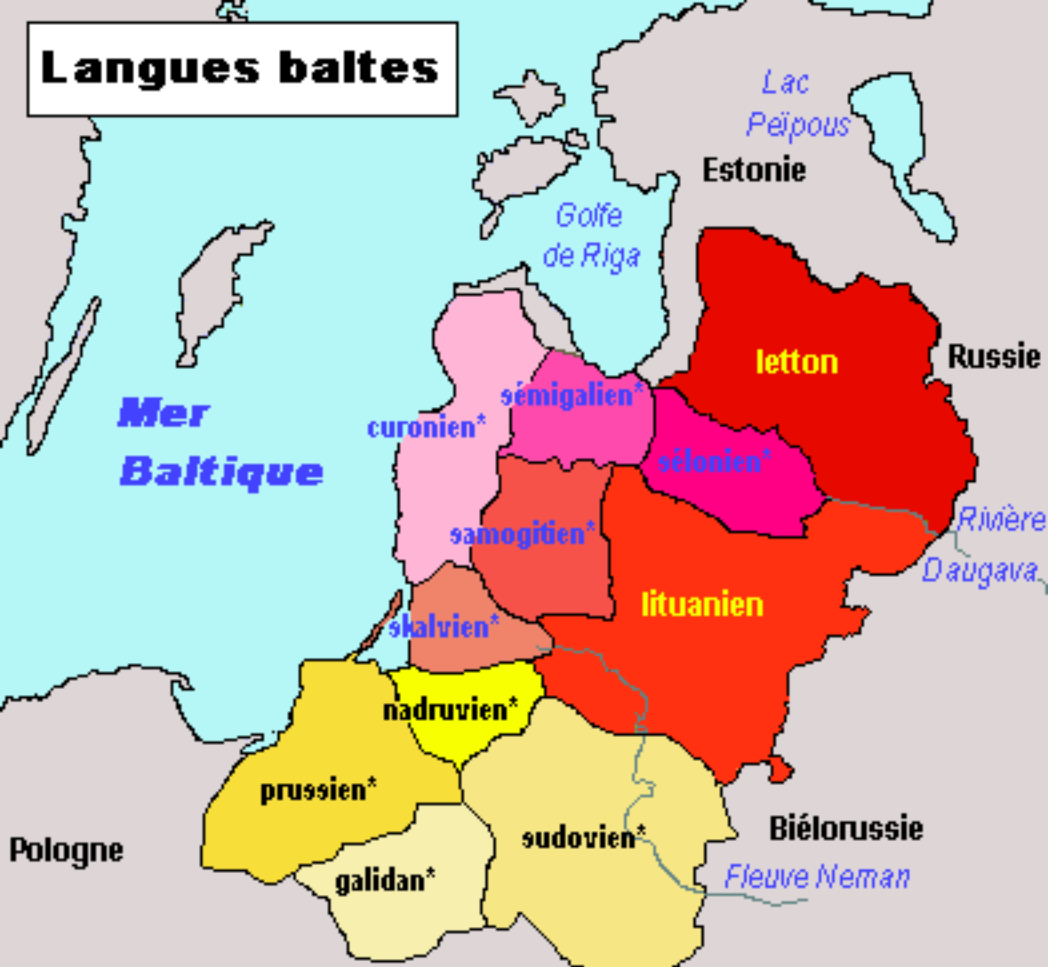 Langues baltes
Lac
Peïpous
Estonie
Golfe
de Riga
letton
Russie
Mer
Baltique
sémigalien*
curonien*
sélonien*
samogitien*
Rivière
Daugava
lituanien
skalvien*
nadruvien*
prussien*
sudovien*
Biélorussie
Pologne
galidan*
Fleuve Neman